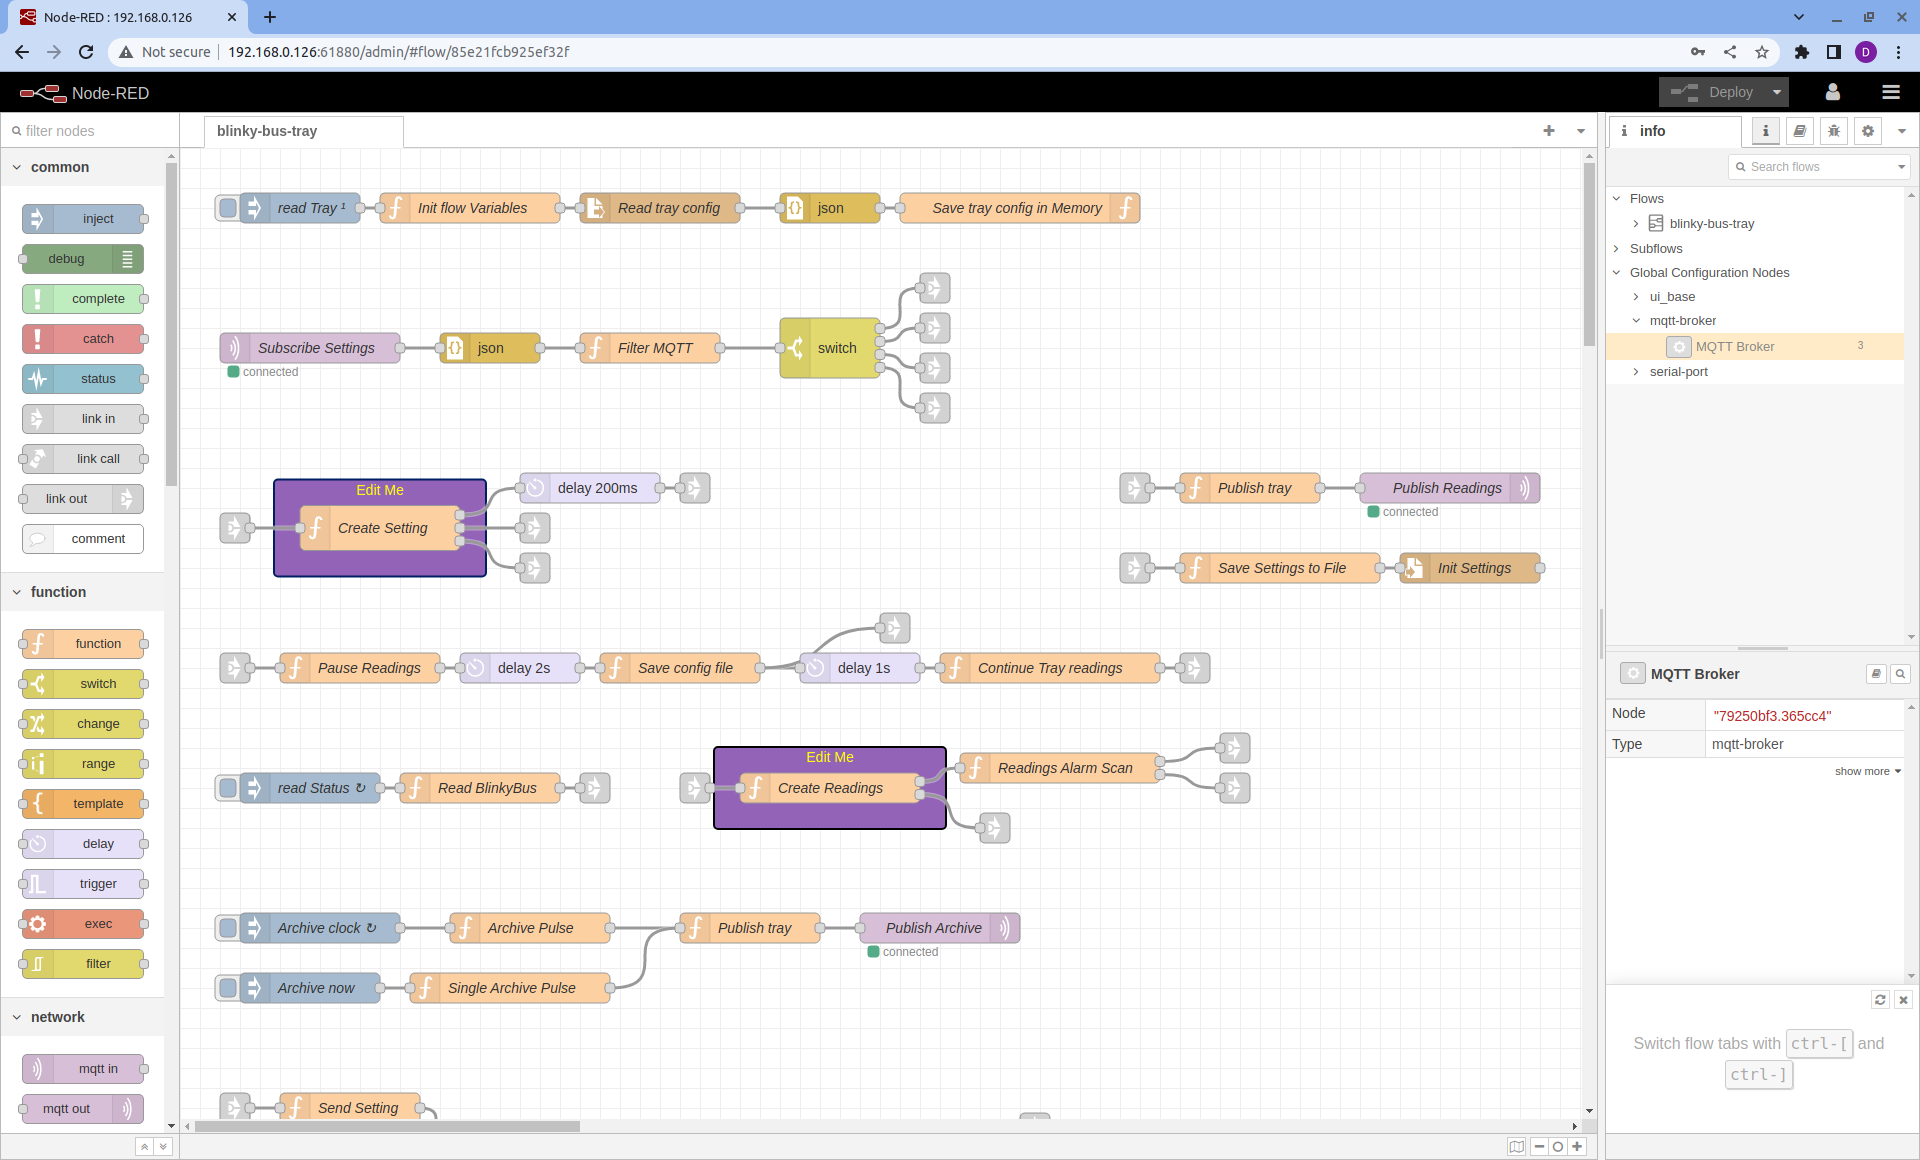 Node-RED : 192.168.0.126
Not secure
192.168.0.126:61880/admin/#flow/85e21fcb925ef32f
D
Node-RED
Deploy
filter nodes
common
inject
debug
complete
catch
status
link in
link call
link out
comment
function
function
switch
change
range
template
delay
trigger
exec
filter
network
mqtt in
mqtt out
blinky-bus-tray
read Tray ¹
Init flow Variables
Read tray config
json
Save tray config in Memory
Subscribe Settings
connected
json
Filter MQTT
switch
Edit Me
Create Setting
delay 200ms
Publish tray
Publish Readings
connected
Save Settings to File
Init Settings
Pause Readings
delay 2s
Save config file
delay 1s
Continue Tray readings
read Status ↻
Read BlinkyBus
Edit Me
Create Readings
Readings Alarm Scan
Archive clock ↻
Archive Pulse
Publish tray
Publish Archive
connected
Archive now
Single Archive Pulse
Send Setting
info
Search flows
Flows
blinky-bus-tray
Subflows
Global Configuration Nodes
ui_base
mqtt-broker
MQTT Broker 3
serial-port
MQTT Broker
Node "79250bf3.365cc4"
Type mqtt-broker
show more
Switch flow tabs with ctrl-[ and
ctrl-]